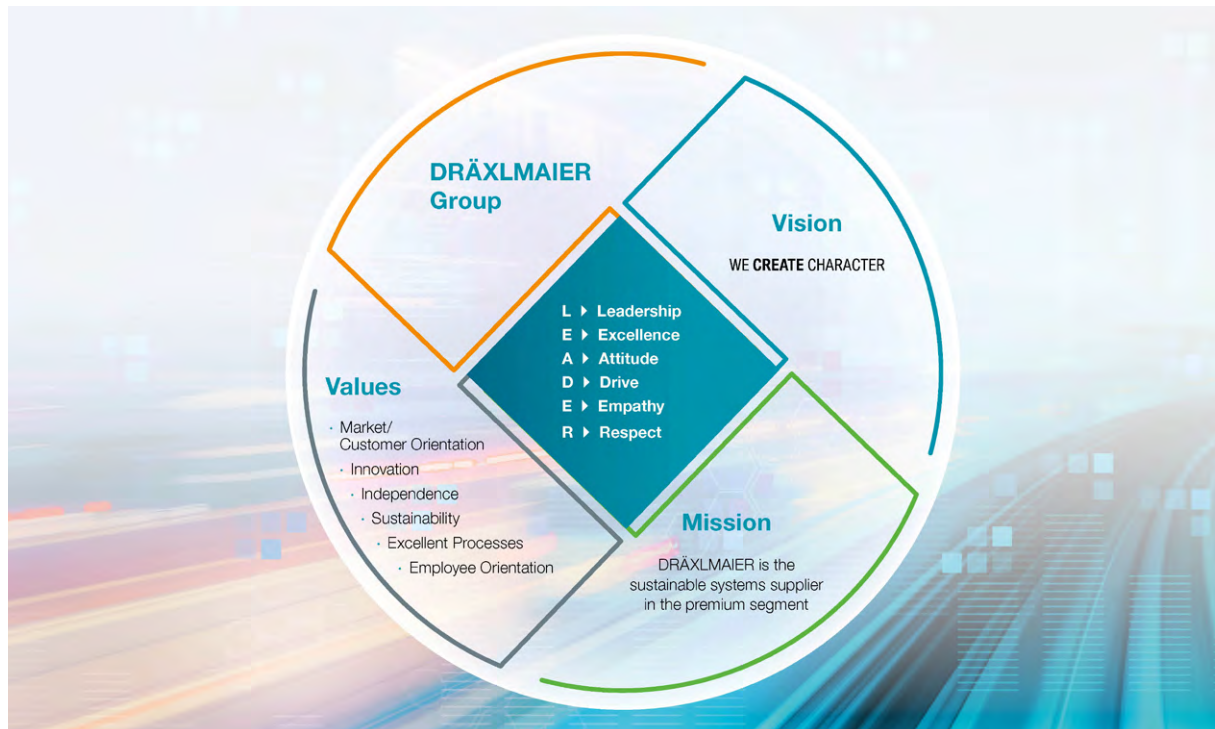 DRÄXLMAIER
Group
Vision
WE CREATE CHARACTER
L ▸ Leadership
E ▸ Excellence
A ▸ Attitude
D ▸ Drive
E ▸ Empathy
R ▸ Respect
Values
· Market/
Customer Orientation
· Innovation
· Independence
· Sustainability
· Excellent Processes
· Employee Orientation
Mission
DRÄXLMAIER is the
sustainable systems supplier
in the premium segment